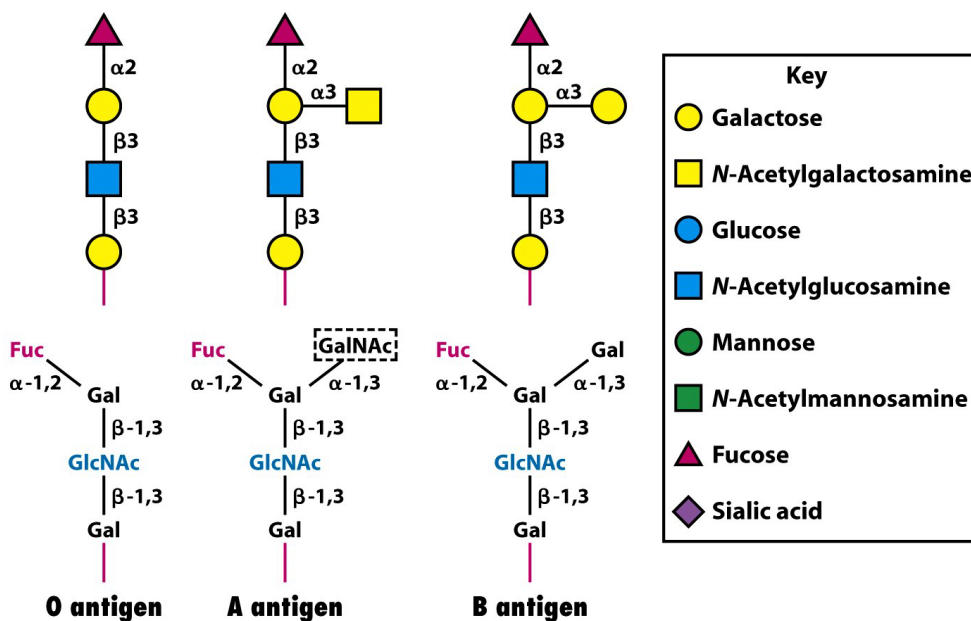 α2
β3
β3
α2
α3
β3
β3
α2
α3
β3
β3
Fuc
α-1,2
Gal
β-1,3
GlcNAc
β-1,3
Gal
O antigen
Fuc
GalNAc
α-1,2
α-1,3
Gal
β-1,3
GlcNAc
β-1,3
Gal
A antigen
Fuc
Gal
α-1,2
α-1,3
Gal
β-1,3
GlcNAc
β-1,3
Gal
B antigen
Key
Galactose
N-Acetylgalactosamine
Glucose
N-Acetylglucosamine
Mannose
N-Acetylmannosamine
Fucose
Sialic acid